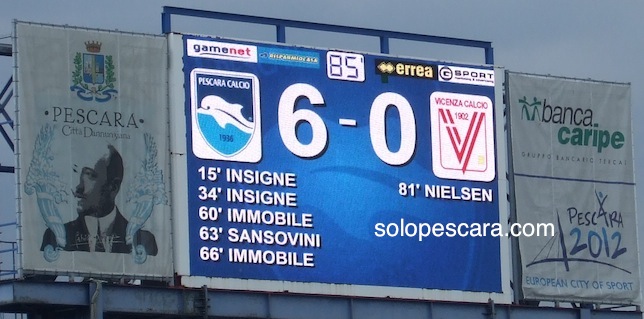 PESCARA
Città Dannunziana
gamenet
RISPARMIOCASA
85'
errea
G SPORT
PESCARA CALCIO
1936
6 - 0
VICENZA CALCIO
1902
15' INSIGNE
34' INSIGNE
60' IMMOBILE
63' SANSOVINI
66' IMMOBILE
81' NIELSEN
solopescara.com
banca
caripe
GRUPPO BANCARIO TERCAS
PESCARA
2012
EUROPEAN CITY OF SPORT